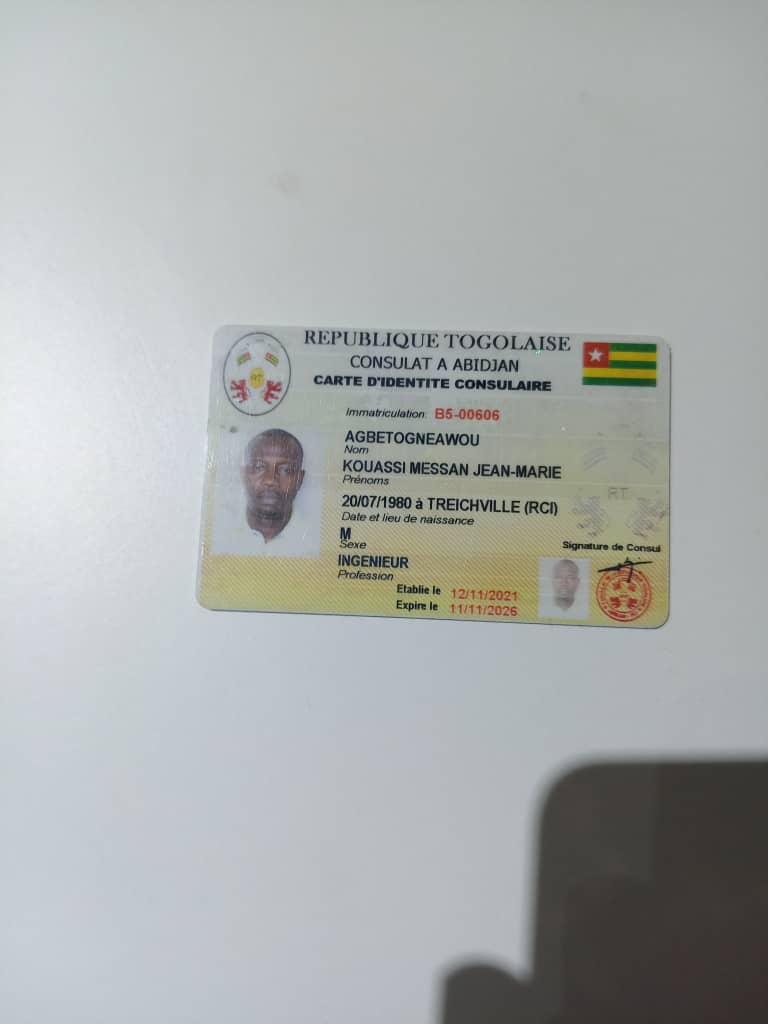 REPUBLIQUE TOGOLAISE
CONSULAT A ABIDJAN
CARTE D'IDENTITE CONSULAIRE
Immatriculation: B5-00606
AGBETOGNEAWOU
Nom
KOUASSI MESSAN JEAN-MARIE
Prénoms
20/07/1980 à TREICHVILLE (RCI)
Date et lieu de naissance
M
Sexe
Signature de Consul
INGENIEUR
Profession
Etablie le 12/11/2021
Expire le 11/11/2026
RT
RT